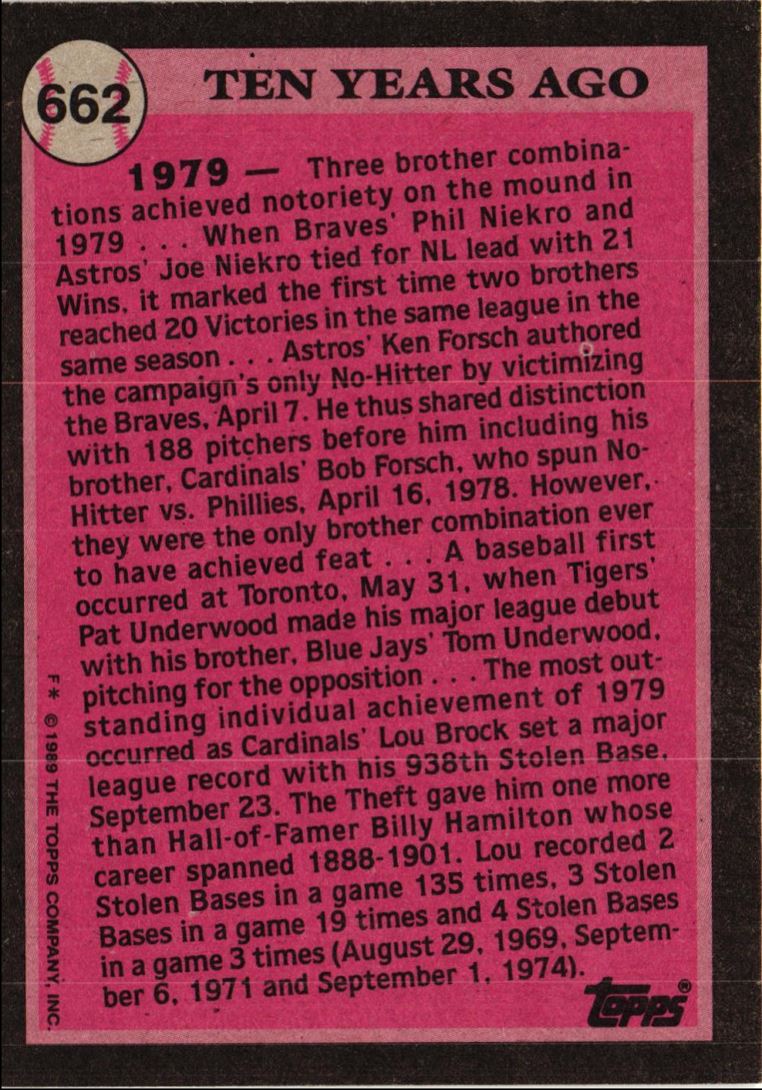 662
TEN YEARS AGO
1979 — Three brother combina-
tions achieved notoriety on the mound in
1979 . . . When Braves' Phil Niekro and
Astros' Joe Niekro tied for NL lead with 21
Wins, it marked the first time two brothers
reached 20 Victories in the same league in the
same season . . . Astros' Ken Forsch authored
the campaign's only No-Hitter by victimizing
the Braves, April 7. He thus shared distinction
with 188 pitchers before him including his
brother, Cardinals' Bob Forsch, who spun No-
Hitter vs. Phillies, April 16, 1978. However,
they were the only brother combination ever
to have achieved feat . . . A baseball first
occurred at Toronto, May 31, when Tigers'
Pat Underwood made his major league debut
with his brother, Blue Jays' Tom Underwood,
pitching for the opposition . . . The most out-
standing individual achievement of 1979
occurred as Cardinals' Lou Brock set a major
league record with his 938th Stolen Base,
September 23. The Theft gave him one more
than Hall-of-Famer Billy Hamilton whose
career spanned 1888-1901. Lou recorded 2
Stolen Bases in a game 135 times, 3 Stolen
Bases in a game 19 times and 4 Stolen Bases
in a game 3 times (August 29, 1969, Septem-
ber 6, 1971 and September 1, 1974).
topps®
F* © 1989 THE TOPPS COMPANY, INC.